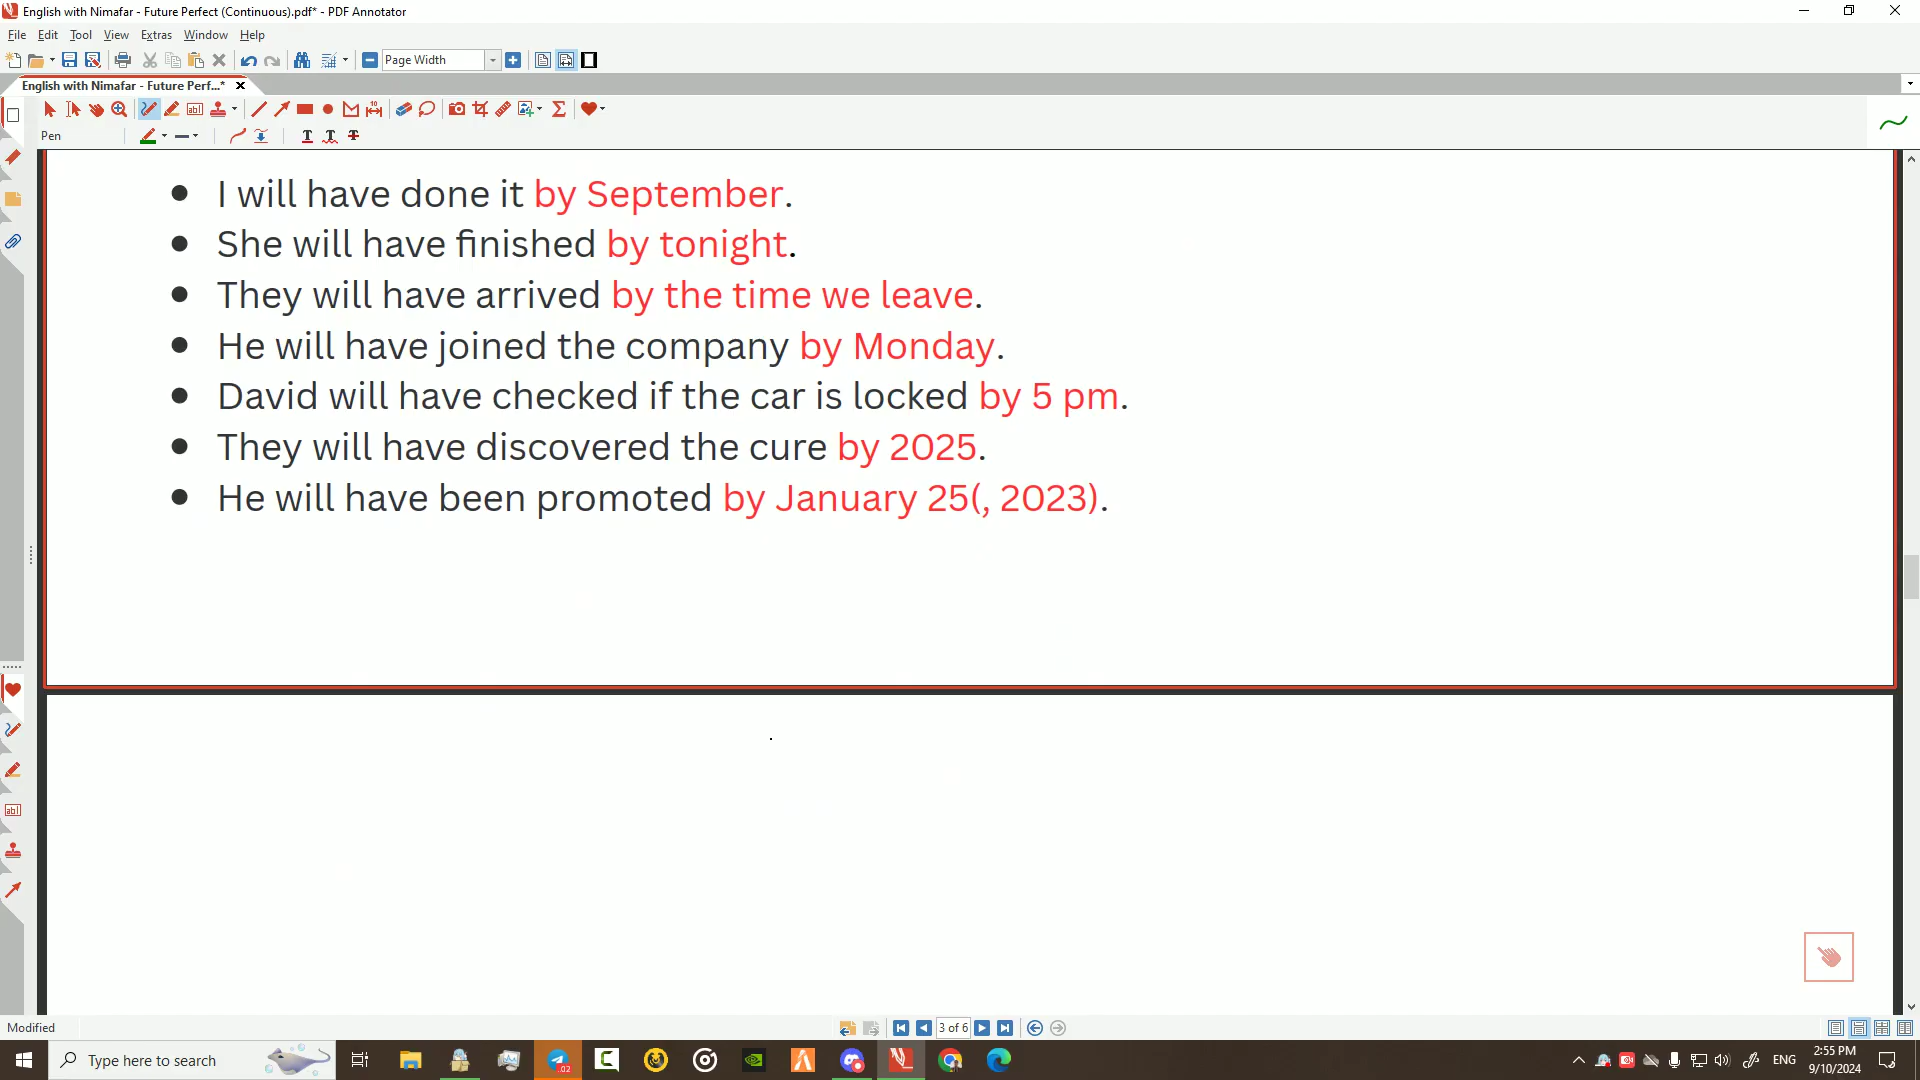 English with Nimafar - Future Perfect (Continuous).pdf* - PDF Annotator
File Edit Tool View Extras Window Help
Page Width
English with Nimafar - Future Perf...*
Pen
I will have done it by September.
She will have finished by tonight.
They will have arrived by the time we leave.
He will have joined the company by Monday.
David will have checked if the car is locked by 5 pm.
They will have discovered the cure by 2025.
He will have been promoted by January 25(, 2023).
Modified
3 of 6
Type here to search
ENG
2:55 PM
9/10/2024